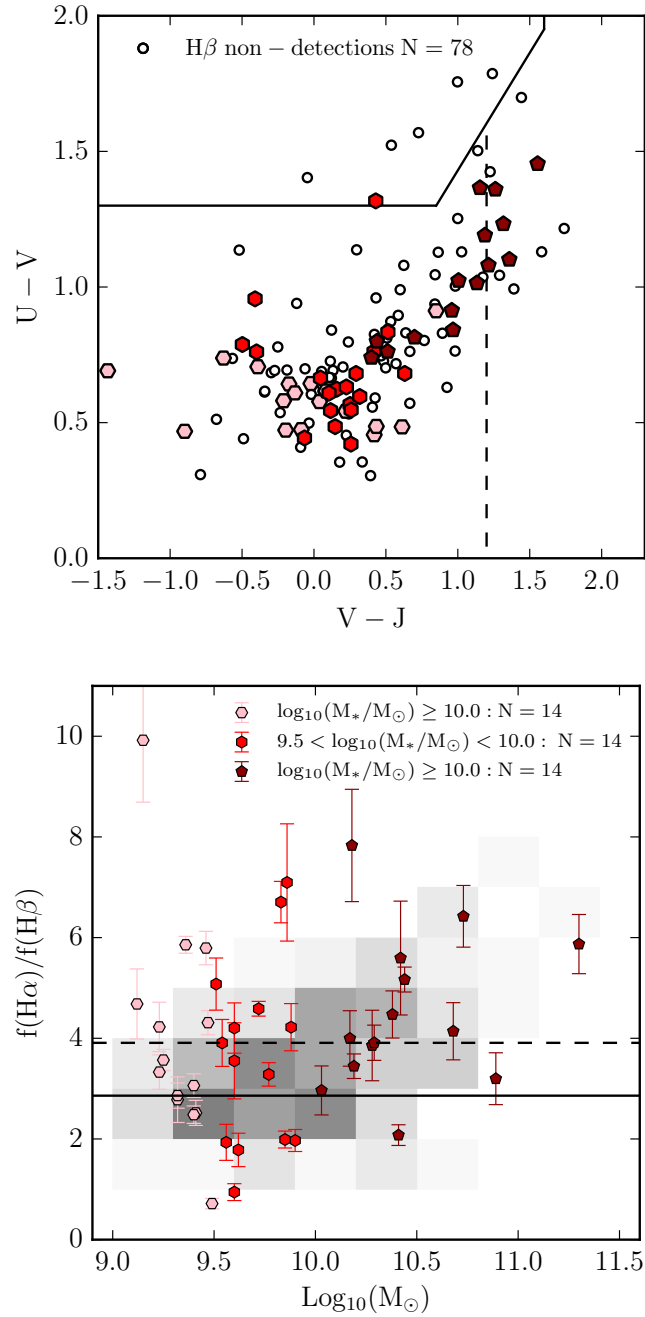 Hβ non − detections N = 78
2.0
1.5
1.0
0.5
0.0
U − V
−1.5 −1.0 −0.5 0.0 0.5 1.0 1.5 2.0
V − J
log₁₀(M*/M⊙) ≥ 10.0 : N = 14
9.5 < log₁₀(M*/M⊙) < 10.0 : N = 14
log₁₀(M*/M⊙) ≥ 10.0 : N = 14
10
8
6
4
2
0
f(Hα)/f(Hβ)
9.0 9.5 10.0 10.5 11.0 11.5
Log₁₀(M⊙)